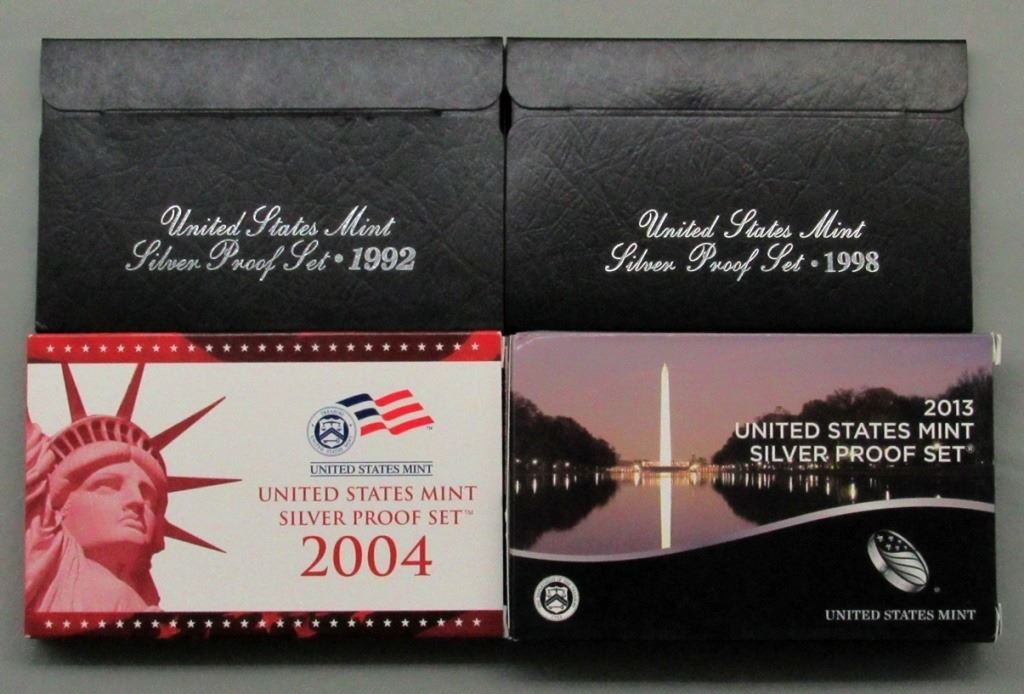 United States Mint
Silver Proof Set • 1992
United States Mint
Silver Proof Set • 1998
UNITED STATES MINT
UNITED STATES MINT
SILVER PROOF SET™
2004
2013
UNITED STATES MINT
SILVER PROOF SET®
UNITED STATES MINT